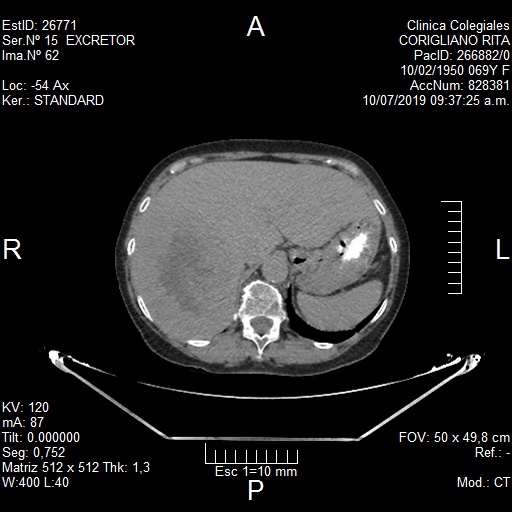 EstID: 26771
Ser.Nº 15 EXCRETOR
Ima.Nº 62
Loc: -54 Ax
Ker.: STANDARD
A
Clinica Colegiales
CORIGLIANO RITA
PacID: 266882/0
10/02/1950 069Y F
AccNum: 828381
10/07/2019 09:37:25 a.m.
R
L
KV: 120
mA: 87
Tilt: 0.000000
Seg: 0,752
Matriz 512 x 512 Thk: 1,3
W:400 L:40
Esc 1=10 mm
P
FOV: 50 x 49,8 cm
Ref.: -
Mod.: CT